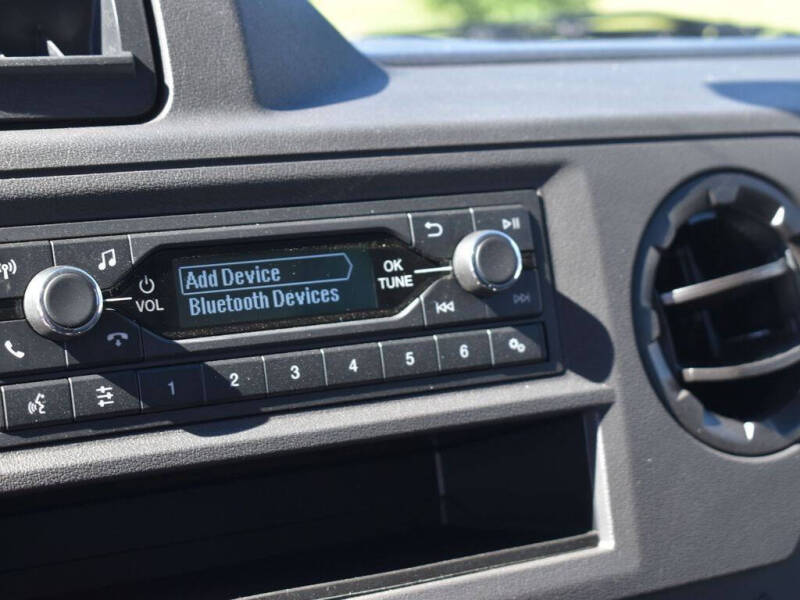 Add Device
Bluetooth Devices
VOL
OK
TUNE
1 2 3 4 5 6